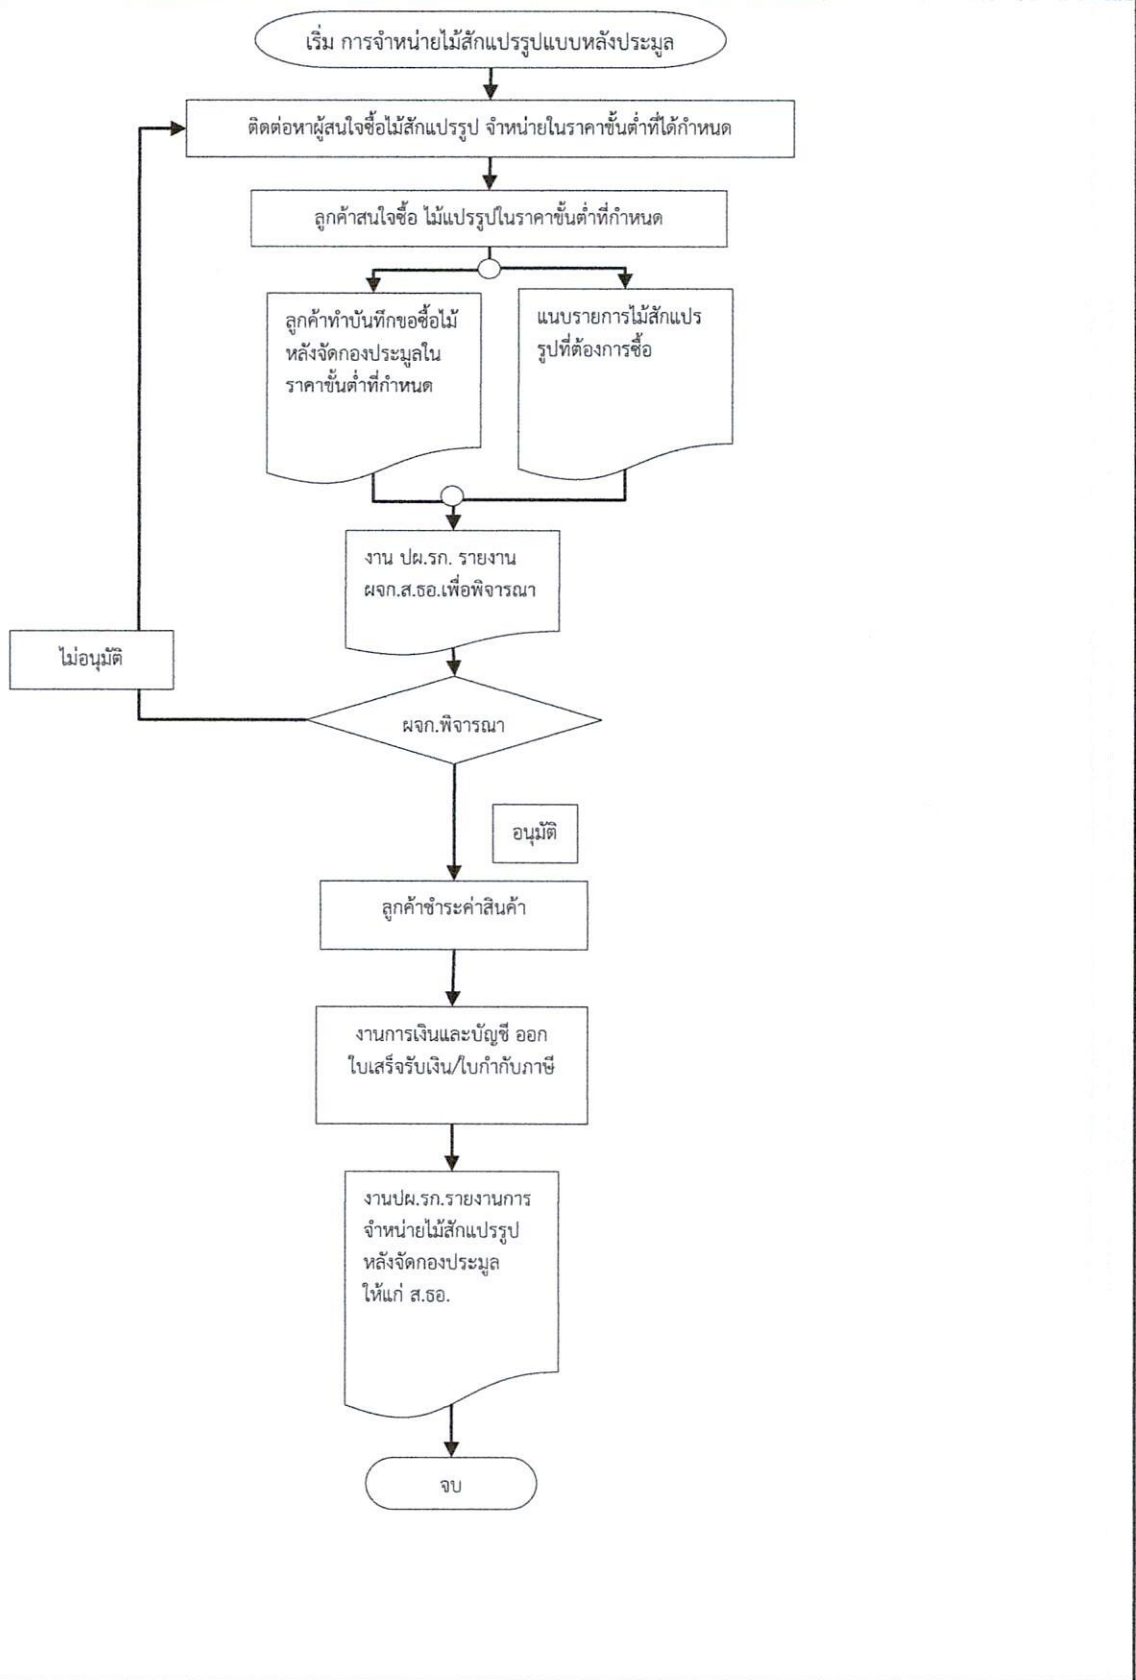 เริ่ม การจำหน่ายไม้สักแปรรูปแบบหลังประมูล
ติดต่อหาผู้สนใจซื้อไม้สักแปรรูป จำหน่ายในราคาขั้นต่ำที่ได้กำหนด
ลูกค้าสนใจซื้อ ไม้แปรรูปในราคาขั้นต่ำที่กำหนด
ลูกค้าทำบันทึกขอซื้อไม้
หลังจัดกองประมูลใน
ราคาขั้นต่ำที่กำหนด
แนบรายการไม้สักแปร
รูปที่ต้องการซื้อ
งาน ปผ.รก. รายงาน
ผจก.ส.ธอ.เพื่อพิจารณา
ไม่อนุมัติ
ผจก.พิจารณา
อนุมัติ
ลูกค้าชำระค่าสินค้า
งานการเงินและบัญชี ออก
ใบเสร็จรับเงิน/ใบกำกับภาษี
งานปผ.รก.รายงานการ
จำหน่ายไม้สักแปรรูป
หลังจัดกองประมูล
ให้แก่ ส.ธอ.
จบ